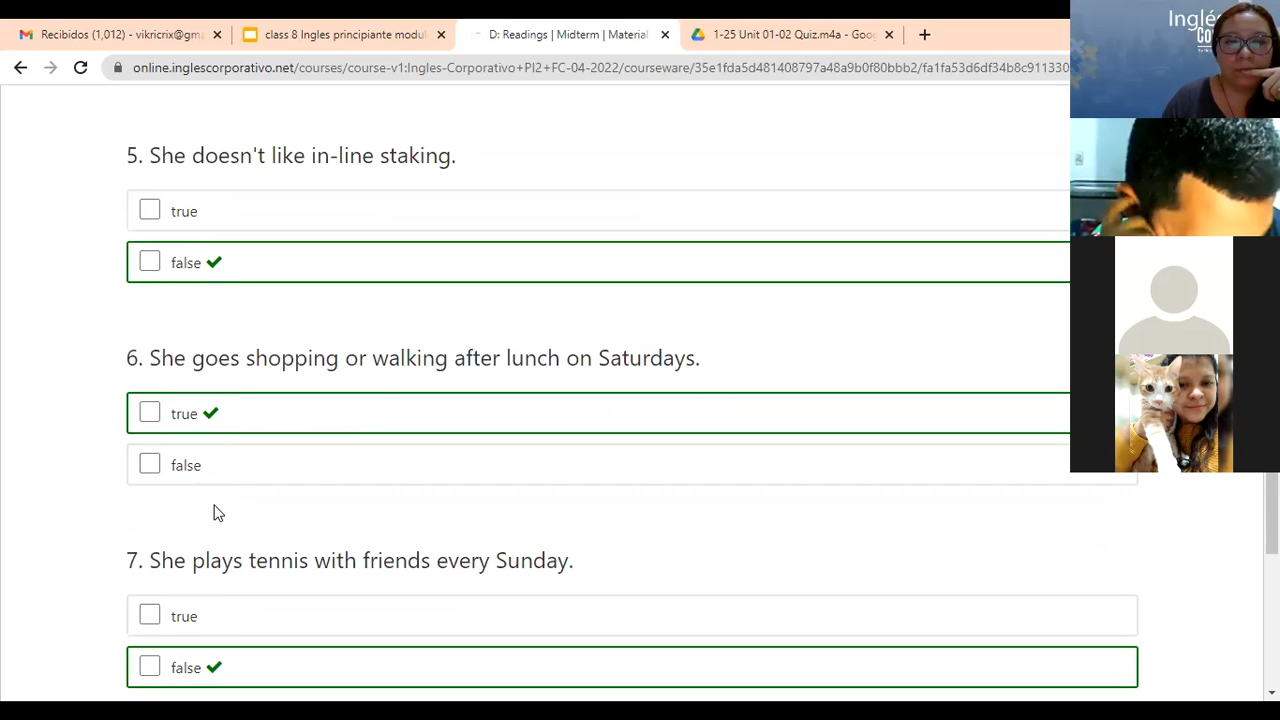 Recibidos (1,012) - vikricrix@gma
class 8 Ingles principiante modul
D: Readings | Midterm | Material
1-25 Unit 01-02 Quiz.m4a - Goo
online.inglescorporativo.net/courses/course-v1:Ingles-Corporativo+PI2+FC-04-2022/courseware/35e1fda5d481408797a48a9b0f80bbb2/fa1fa53d6df34b8c911330
5. She doesn't like in-line staking.
true
false
6. She goes shopping or walking after lunch on Saturdays.
true
false
7. She plays tennis with friends every Sunday.
true
false